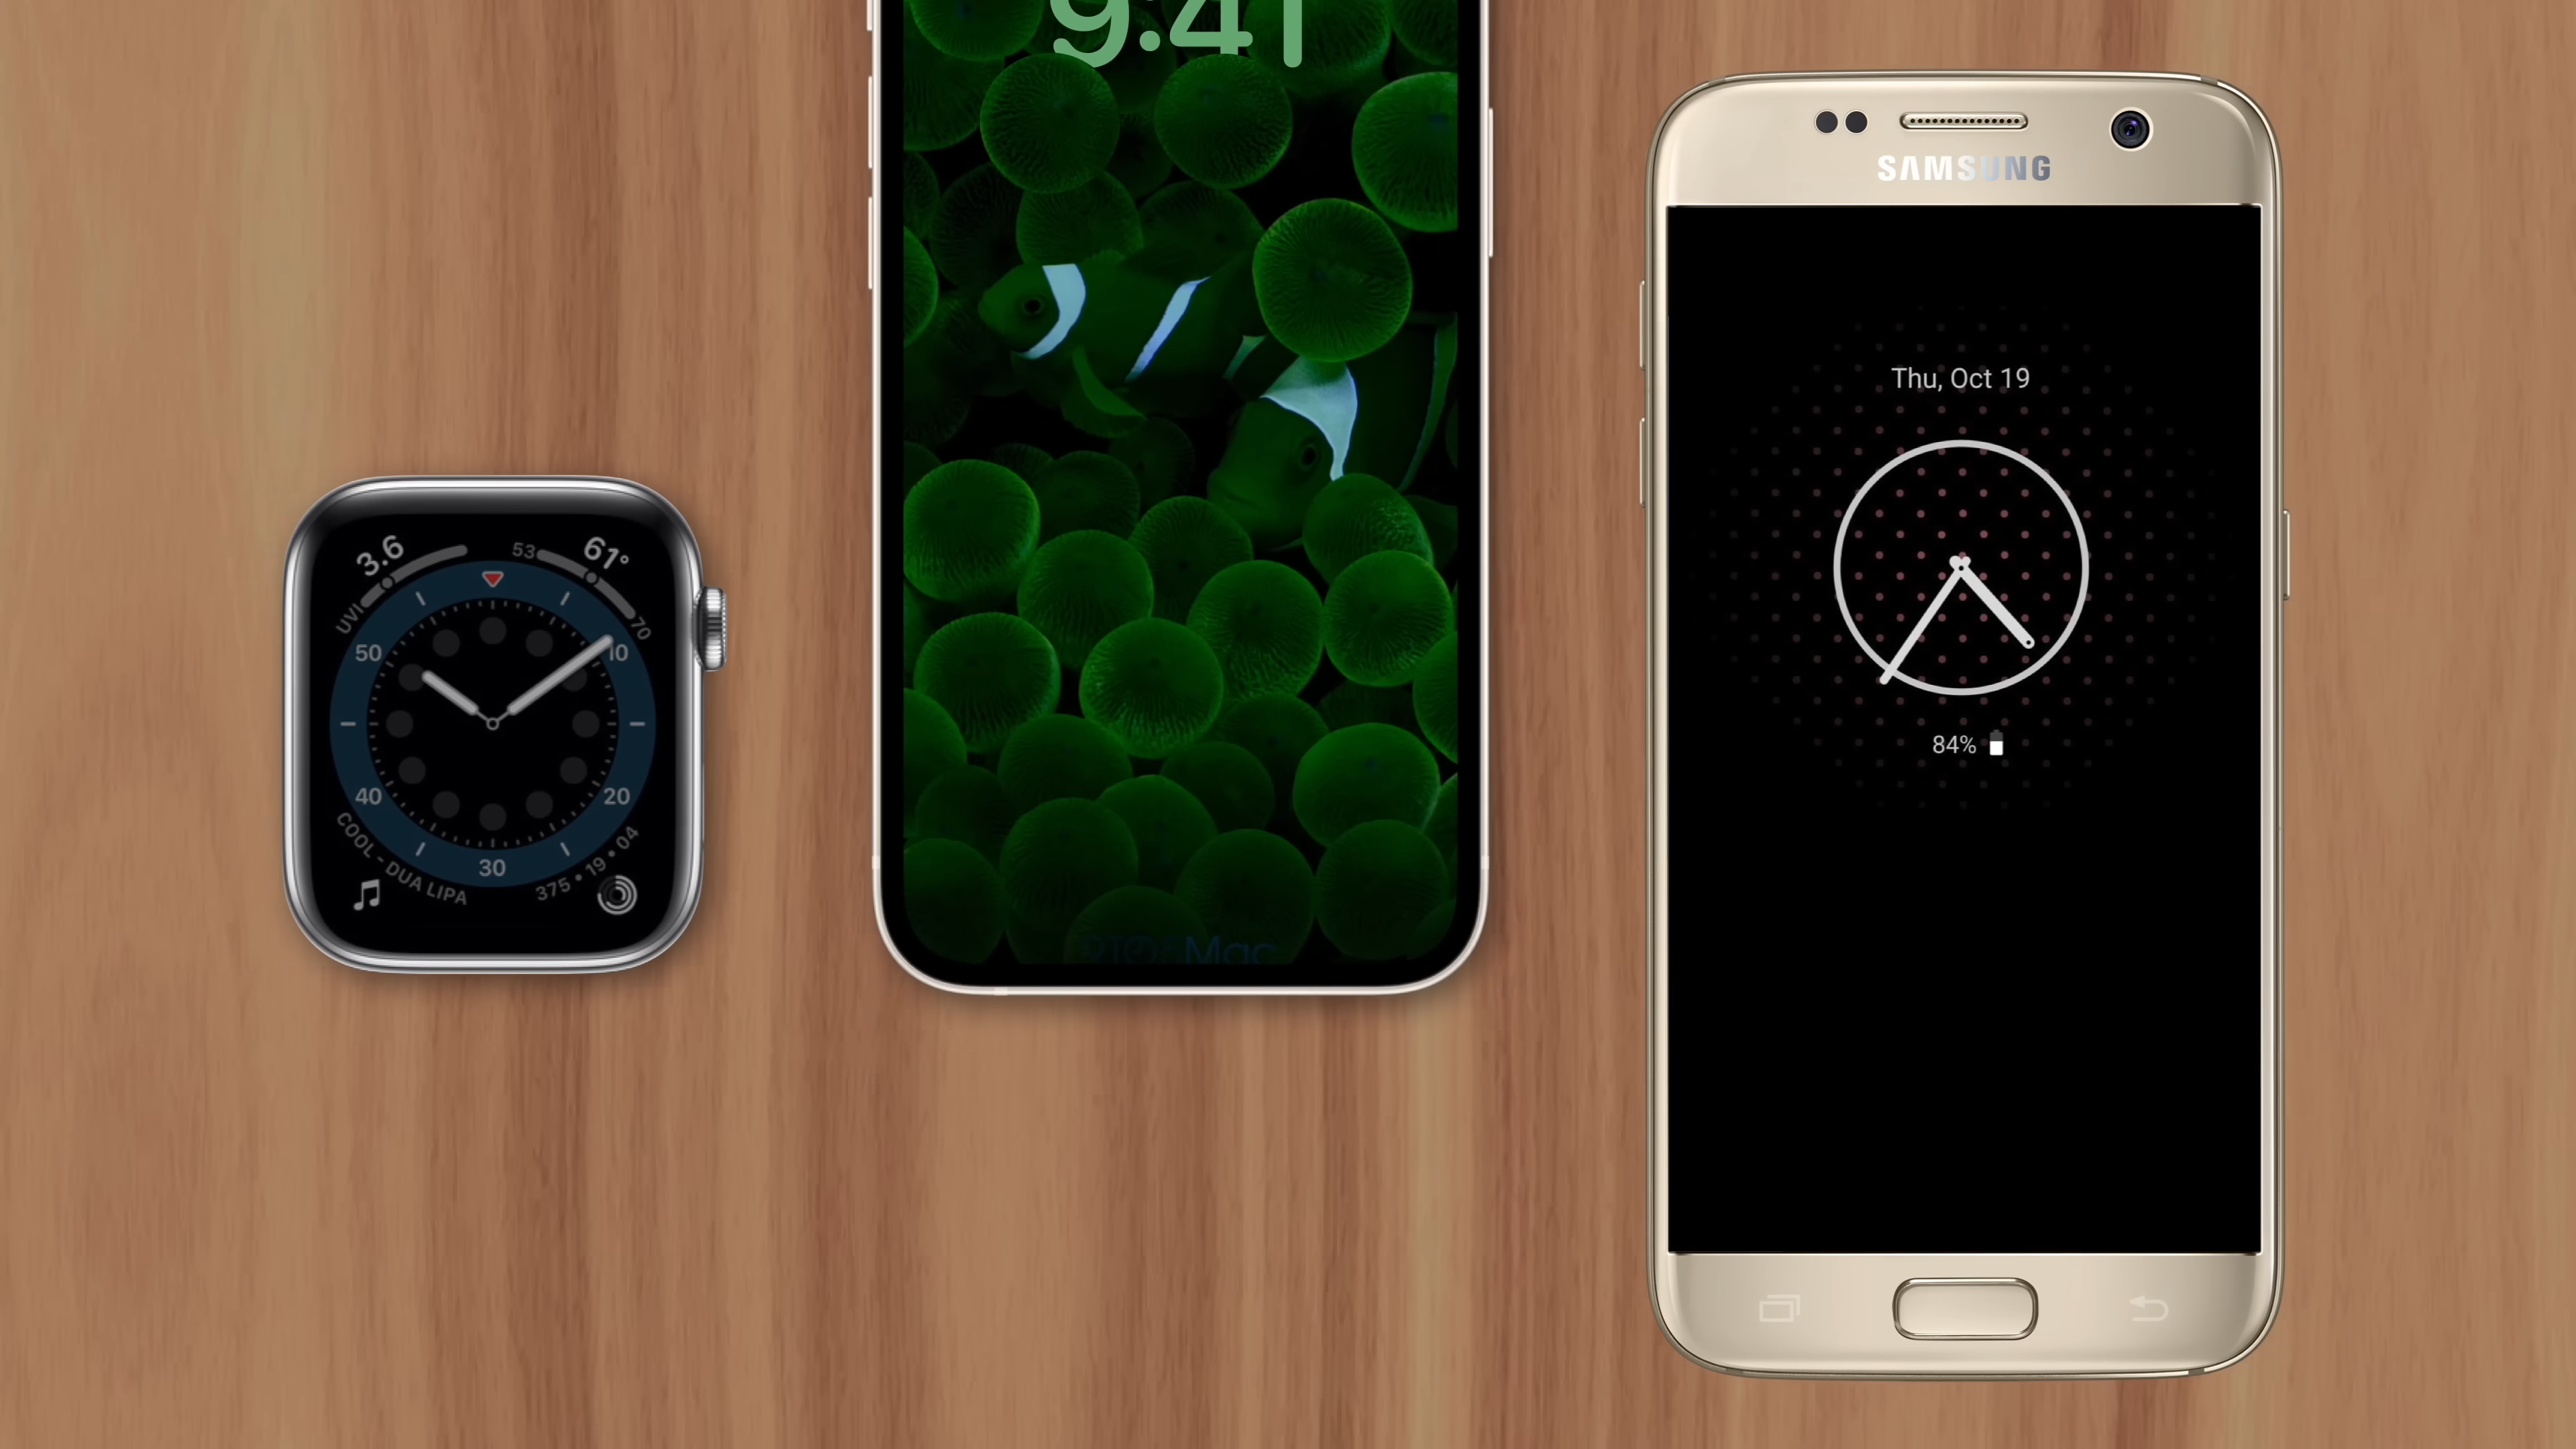 3.6
UVI
53
61°
70
50
10
40
20
30
COOL - DUA LIPA
375 • 19 • 04
9:41
SAMSUNG
Thu, Oct 19
84%